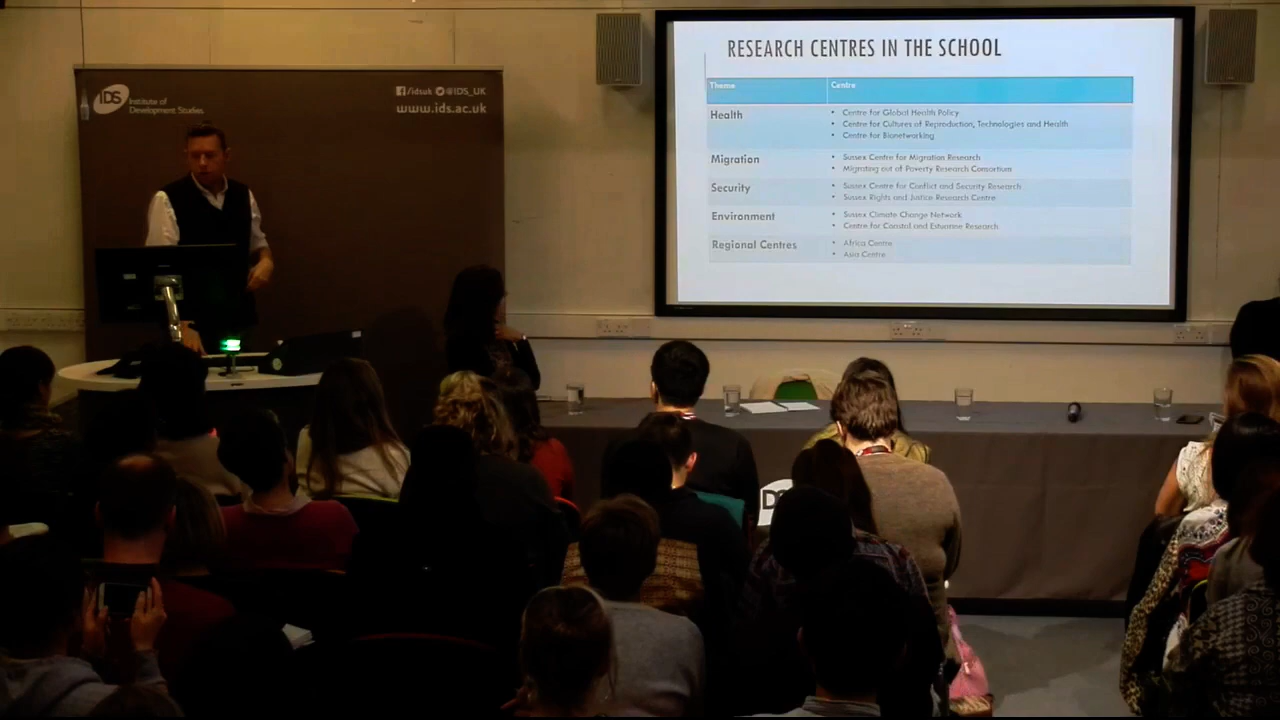 IDS Institute of
Development Studies
/idsuk @IDS_UK
www.ids.ac.uk
RESEARCH CENTRES IN THE SCHOOL
Theme Centre
Health
• Centre for Global Health Policy
• Centre for Cultures of Reproduction, Technologies and Health
• Centre for Bionetworking
Migration
• Sussex Centre for Migration Research
• Migrating out of Poverty Research Consortium
Security
• Sussex Centre for Conflict and Security Research
• Sussex Rights and Justice Research Centre
Environment
• Sussex Climate Change Network
• Centre for Coastal and Estuarine Research
Regional Centres
• Africa Centre
• Asia Centre